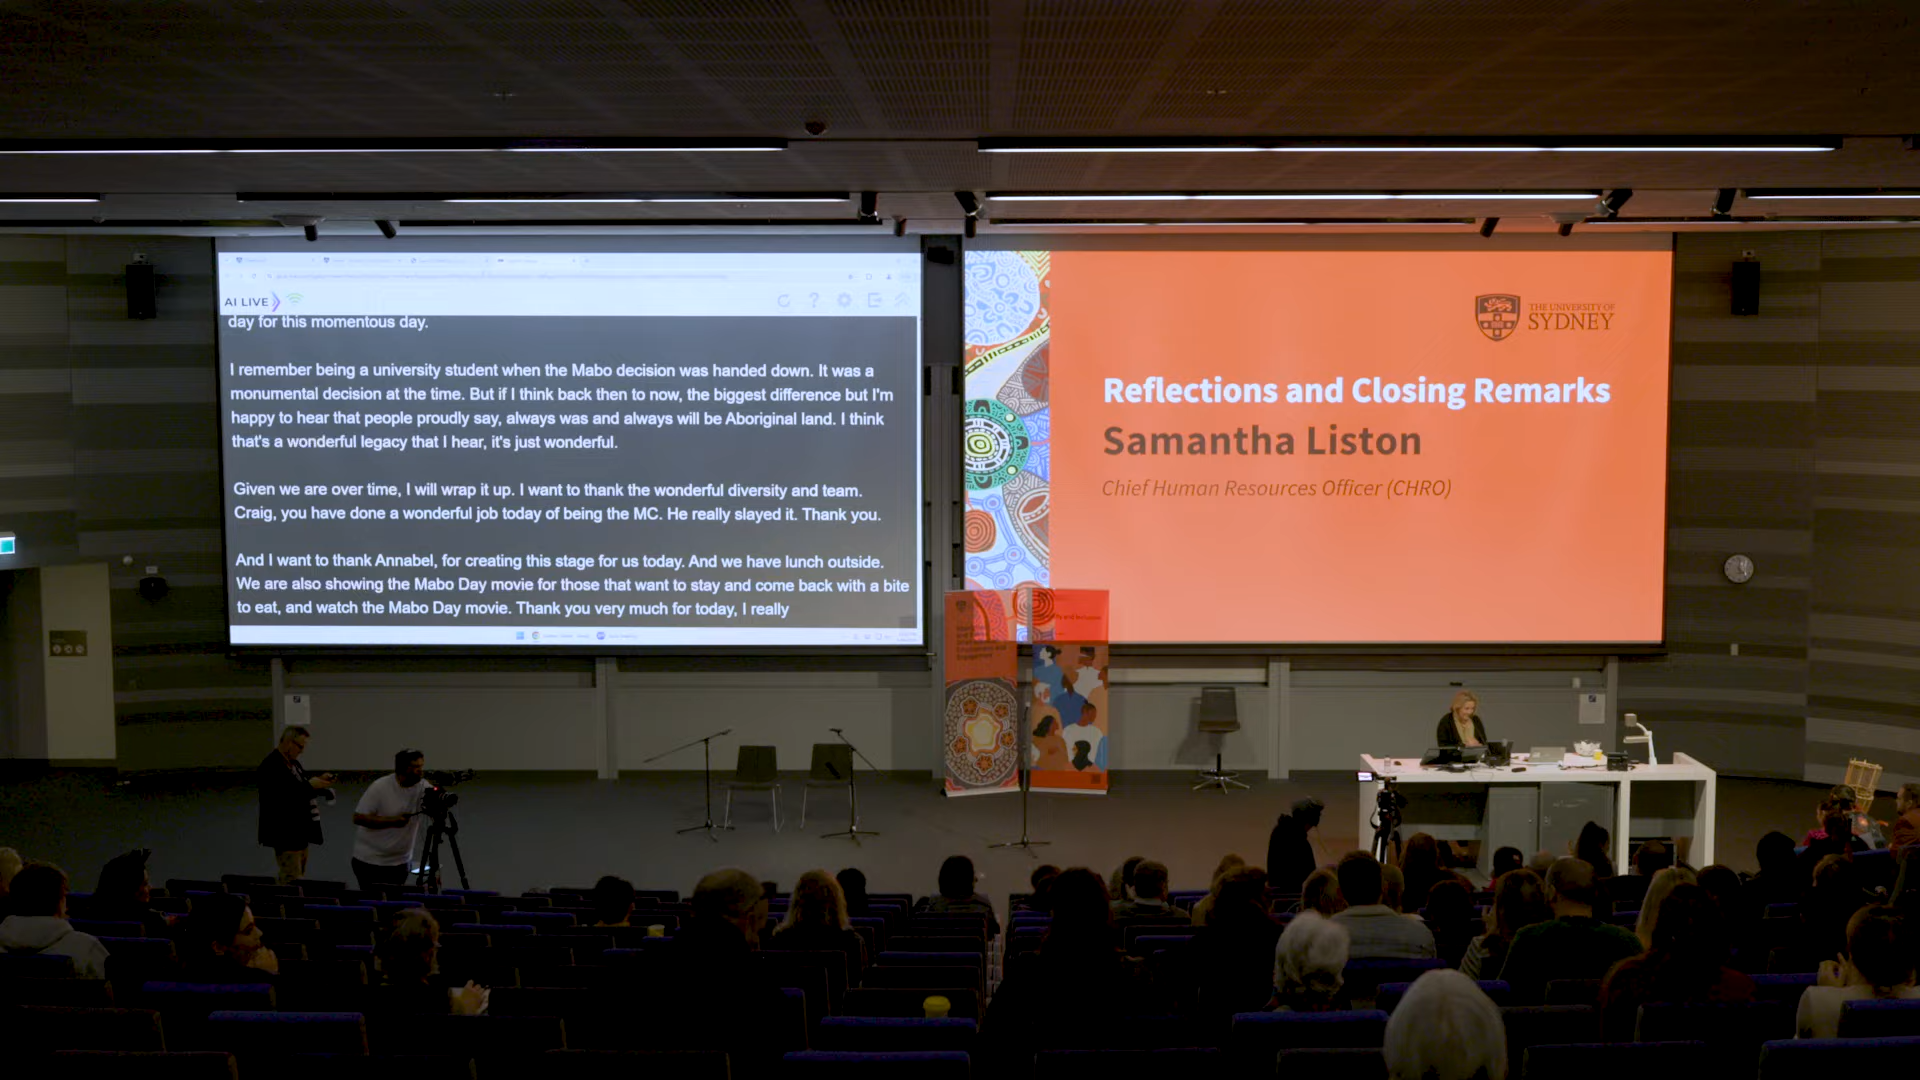 AI LIVE
day for this momentous day.
I remember being a university student when the Mabo decision was handed down. It was a
monumental decision at the time. But if I think back then to now, the biggest difference but I'm
happy to hear that people proudly say, always was and always will be Aboriginal land. I think
that's a wonderful legacy that I hear, it's just wonderful.
Given we are over time, I will wrap it up. I want to thank the wonderful diversity and team.
Craig, you have done a wonderful job today of being the MC. He really slayed it. Thank you.
And I want to thank Annabel, for creating this stage for us today. And we have lunch outside.
We are also showing the Mabo Day movie for those that want to stay and come back with a bite
to eat, and watch the Mabo Day movie. Thank you very much for today, I really
THE UNIVERSITY OF
SYDNEY
Reflections and Closing Remarks
Samantha Liston
Chief Human Resources Officer (CHRO)